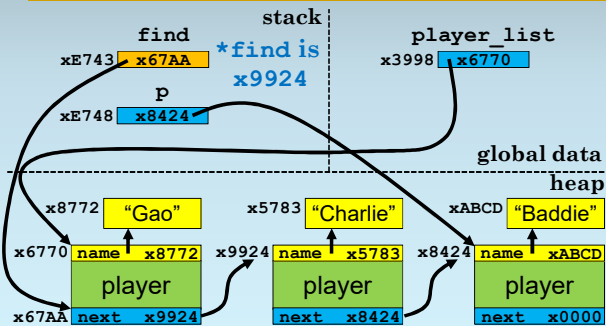 stack
find
player_list
xE743 x67AA
*find is
x9924
x3998 x6770
p
xE748 x8424
global data
heap
x8772 "Gao"
x5783 "Charlie"
xABCD "Baddie"
x6770 name x8772
x9924 name x5783
x8424 name xABCD
player
player
player
x67AA next x9924
next x8424
next x0000